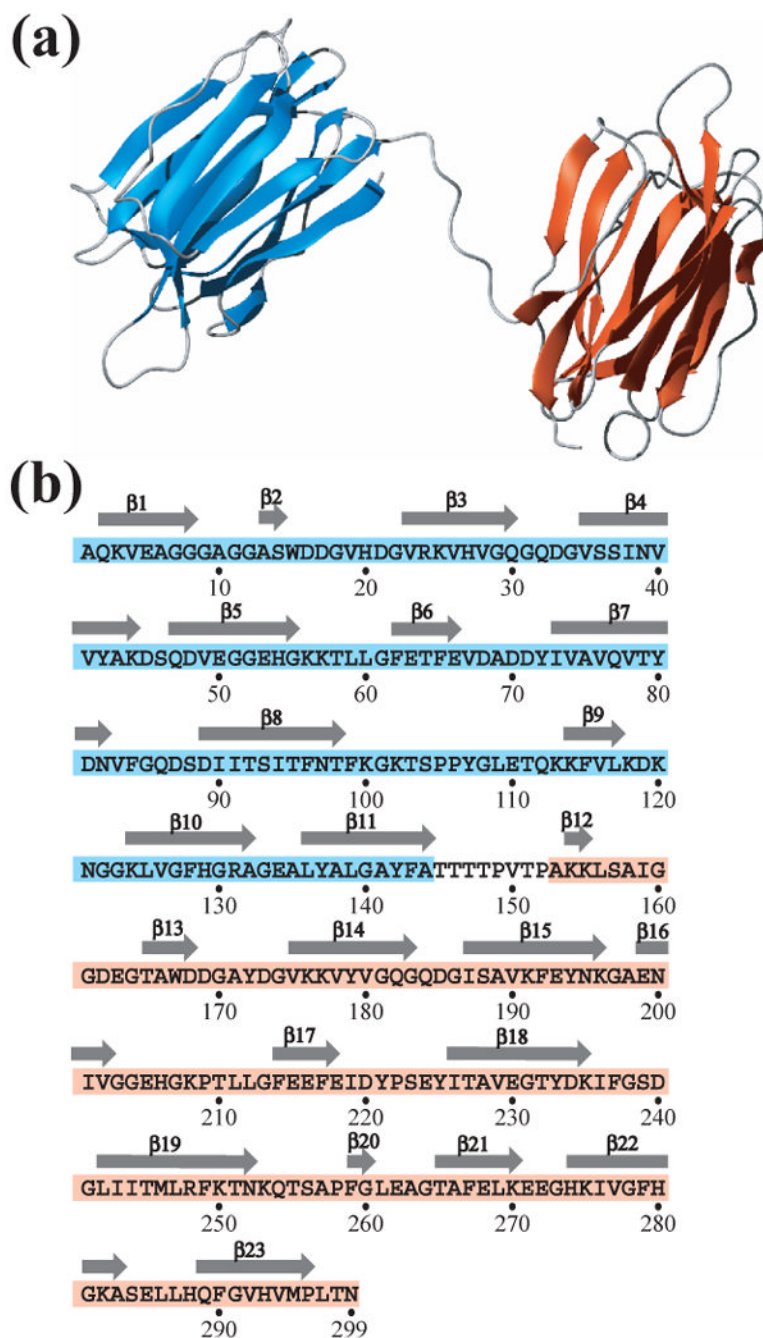 (a)
(b)
β1 β2 β3 β4
AQKVEAGGGAGGASWDDGVHDGVRKVHVGQGQDGVSSINV
10 20 30 40
β5 β6 β7
VYAKDSQDVEGGEHGKKTLLGFETFEVDADDYIVAVQVTY
50 60 70 80
β8 β9
DNVFGQDSDIITSITFNTFKGKTSPPYGLETQKKFVLKDK
90 100 110 120
β10 β11 β12
NGGKLVGFHGRAGEALYALGAYFATTTTPVTPAKKLSAIG
130 140 150 160
β13 β14 β15 β16
GDEGTAWDDGAYDGVKKVYVGQGQDGISAVKFEYNKGAEN
170 180 190 200
β17 β18
IVGGEHGKPTLLGFEEFEIDYPSEYITAVEGTYDKIFGSD
210 220 230 240
β19 β20 β21 β22
GLIITMLRFKTNKQTSAPFGLEAGTAFELKEEGHKIVGFH
250 260 270 280
β23
GKASELLHQFGVHVMPLTN
290 299